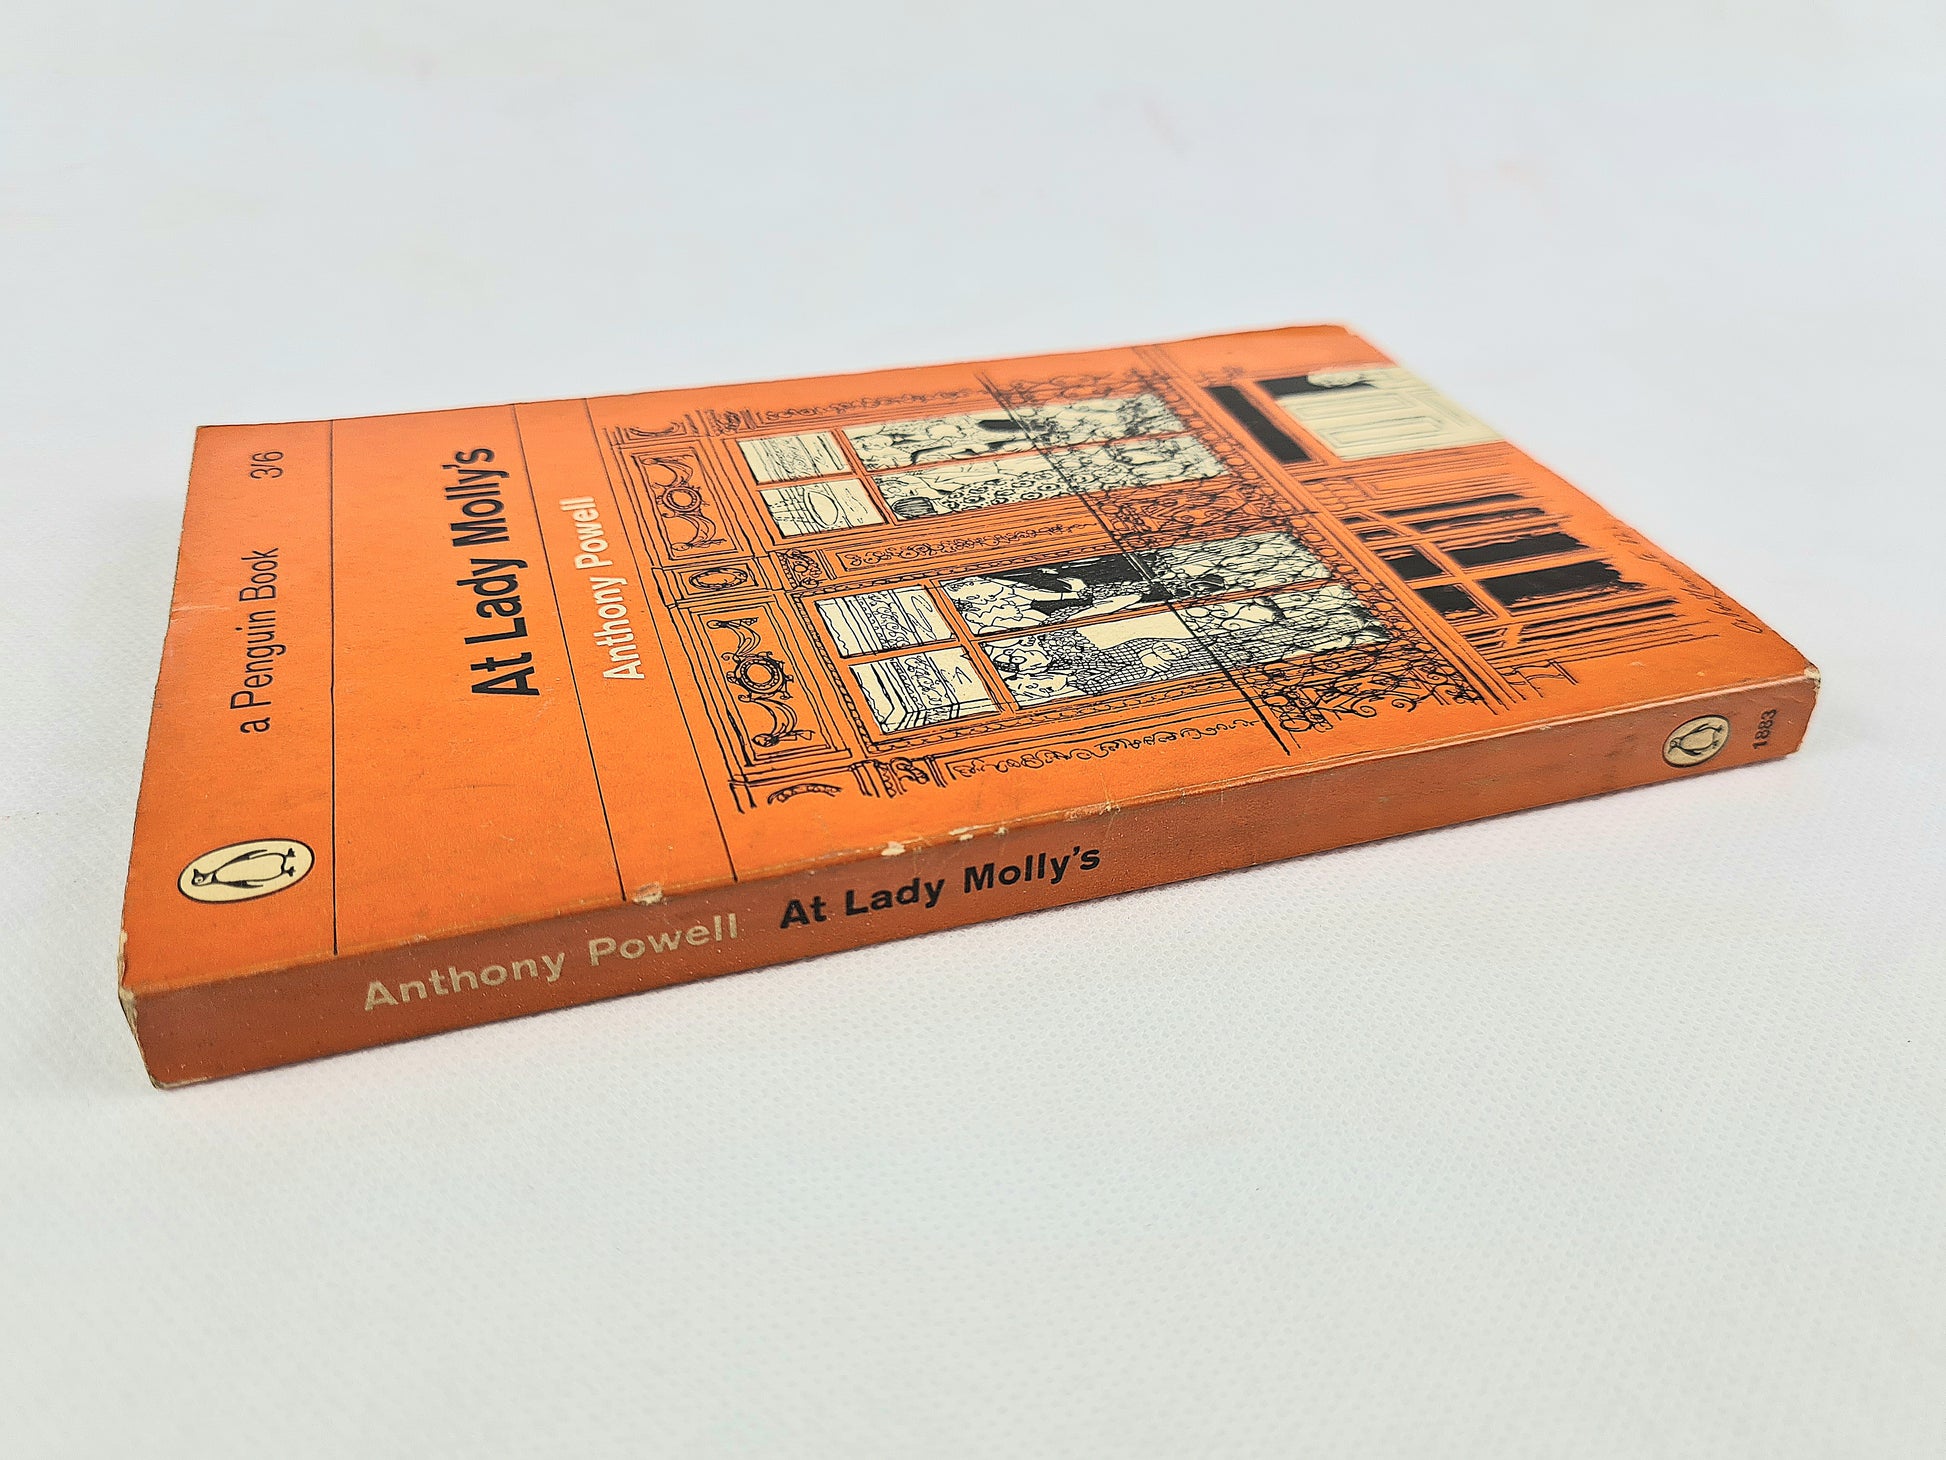 a Penguin Book 3'6
At Lady Molly's
Anthony Powell
Anthony Powell At Lady Molly's
1883